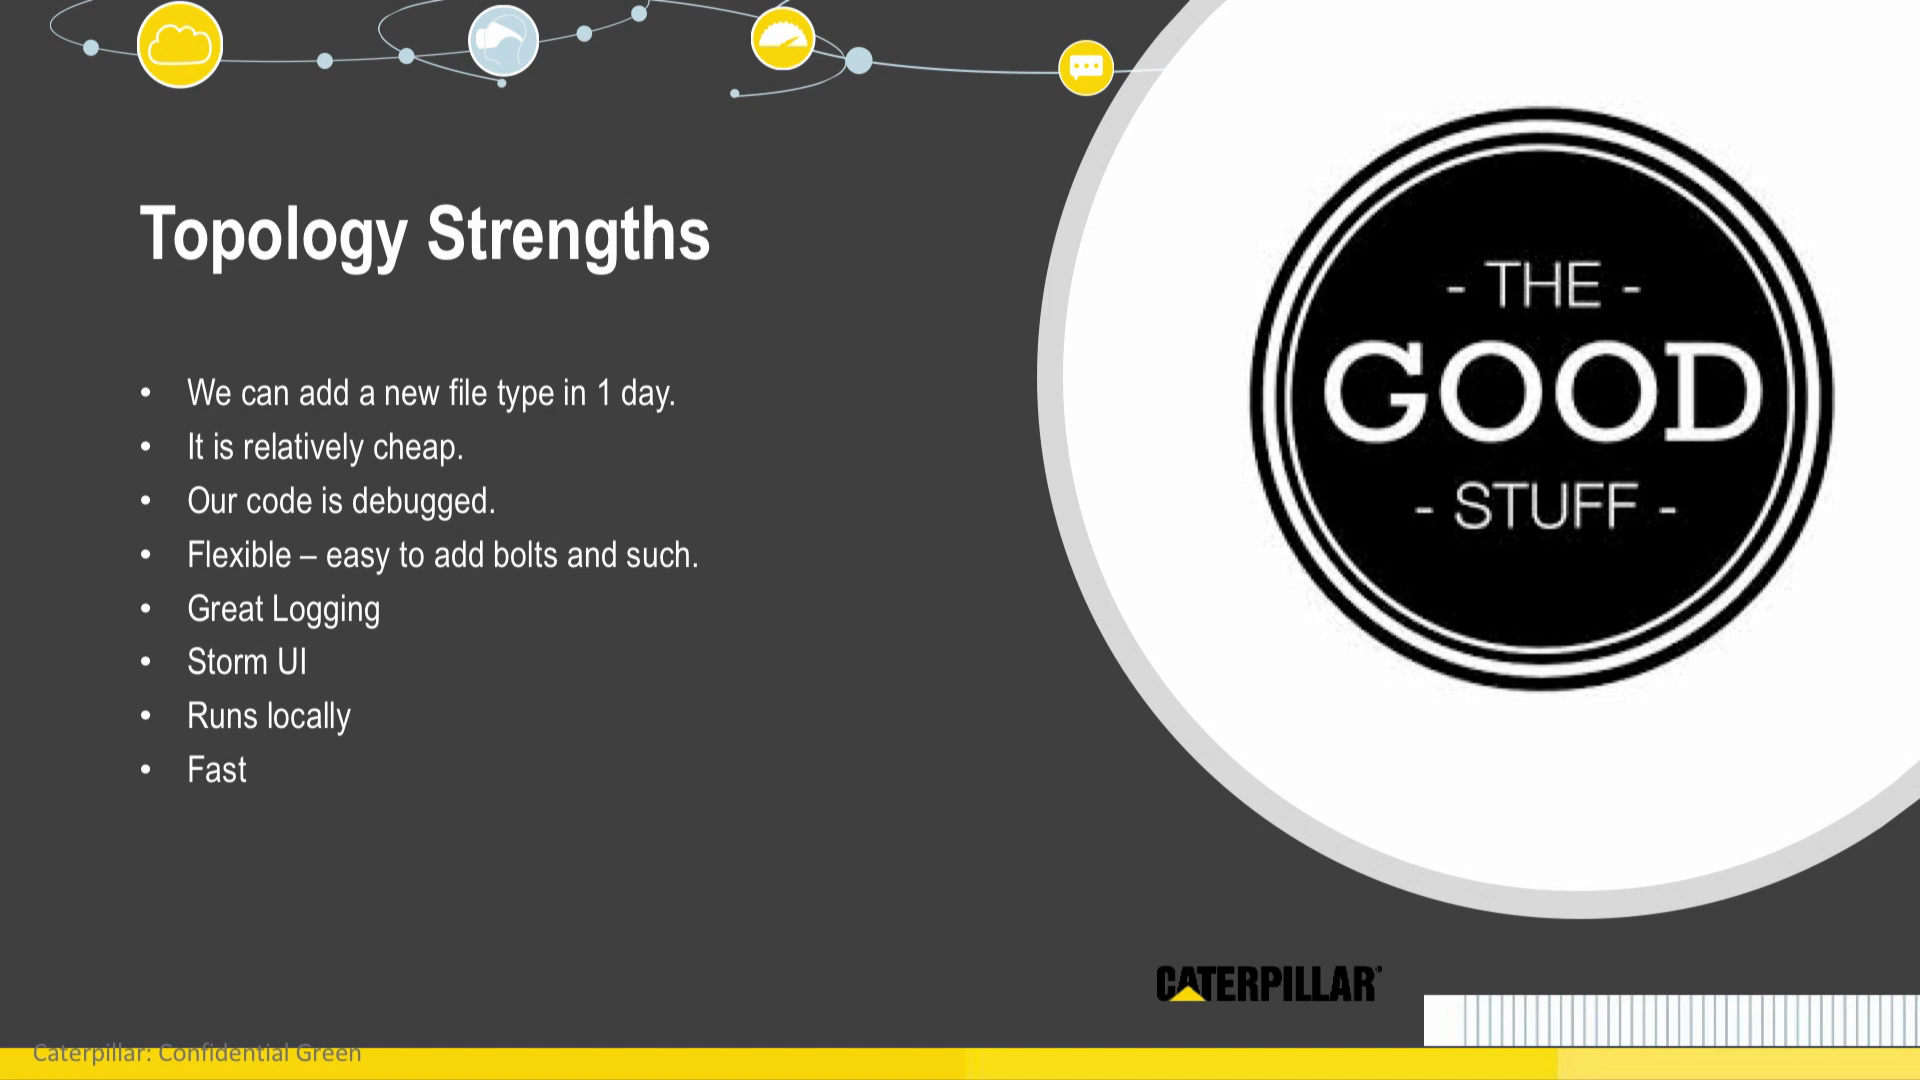 Topology Strengths
• We can add a new file type in 1 day.
• It is relatively cheap.
• Our code is debugged.
• Flexible – easy to add bolts and such.
• Great Logging
• Storm UI
• Runs locally
• Fast
- THE -
GOOD
- STUFF -
CATERPILLAR®
Caterpillar: Confidential Green